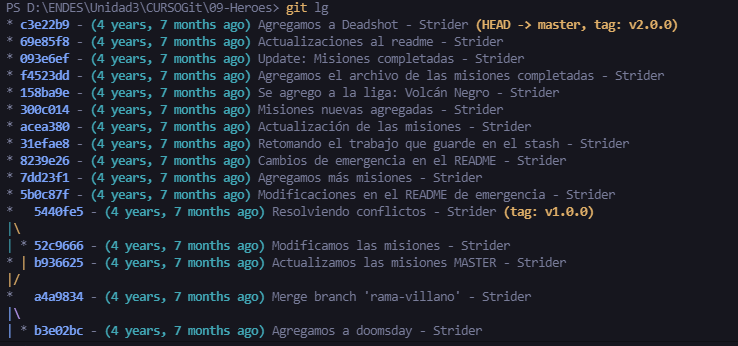 PS D:\ENDES\Unidad3\CURSOGit\09-Heroes> git lg
* c3e22b9 - (4 years, 7 months ago) Agregamos a Deadshot - Strider (HEAD -> master, tag: v2.0.0)
* 69e85f8 - (4 years, 7 months ago) Actualizaciones al readme - Strider
* 093e6ef - (4 years, 7 months ago) Update: Misiones completadas - Strider
* f4523dd - (4 years, 7 months ago) Agregamos el archivo de las misiones completadas - Strider
* 158ba9e - (4 years, 7 months ago) Se agrego a la liga: Volcán Negro - Strider
* 300c014 - (4 years, 7 months ago) Misiones nuevas agregadas - Strider
* acea380 - (4 years, 7 months ago) Actualización de las misiones - Strider
* 31efae8 - (4 years, 7 months ago) Retomando el trabajo que guarde en el stash - Strider
* 8239e26 - (4 years, 7 months ago) Cambios de emergencia en el README - Strider
* 7dd23f1 - (4 years, 7 months ago) Agregamos más misiones - Strider
* 5b0c87f - (4 years, 7 months ago) Modificaciones en el README de emergencia - Strider
*   5440fe5 - (4 years, 7 months ago) Resolviendo conflictos - Strider (tag: v1.0.0)
|\
| * 52c9666 - (4 years, 7 months ago) Modificamos las misiones - Strider
* | b936625 - (4 years, 7 months ago) Actualizamos las misiones MASTER - Strider
|/
*   a4a9834 - (4 years, 7 months ago) Merge branch 'rama-villano' - Strider
|\
| * b3e02bc - (4 years, 7 months ago) Agregamos a doomsday - Strider